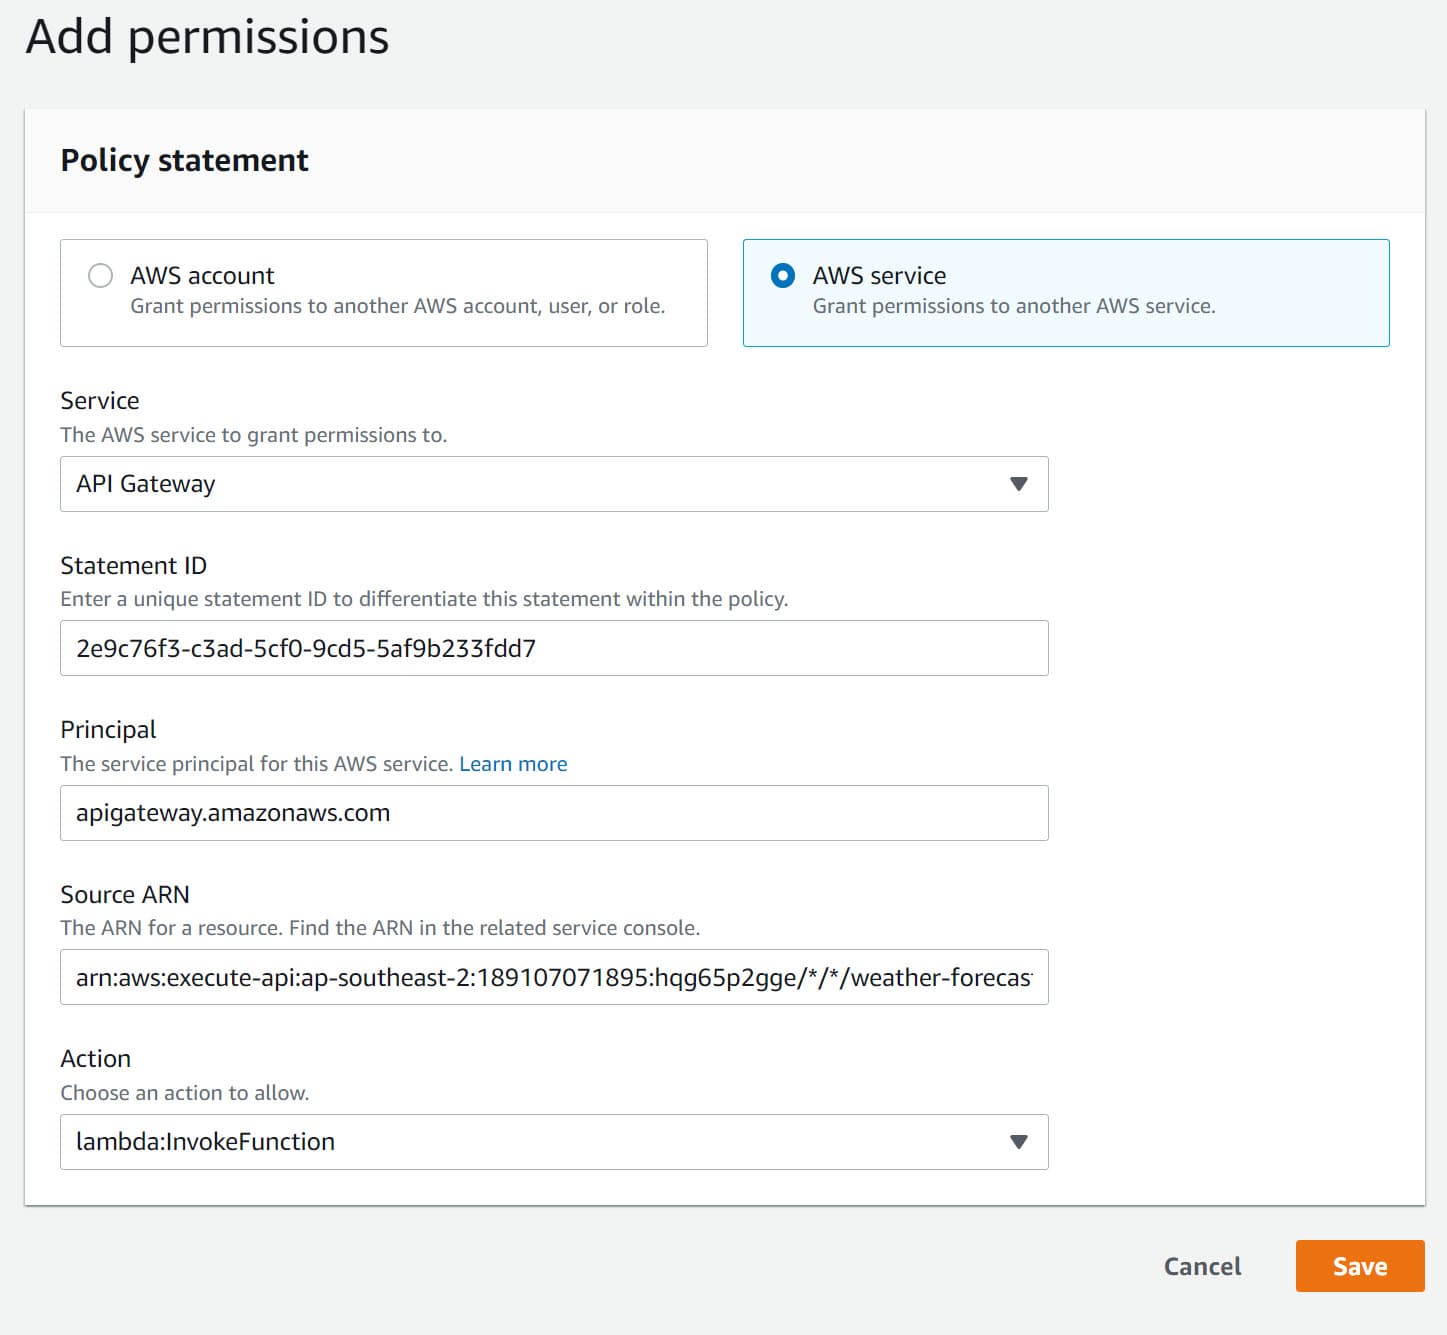 Add permissions
Policy statement
AWS account
Grant permissions to another AWS account, user, or role.
AWS service
Grant permissions to another AWS service.
Service
The AWS service to grant permissions to.
API Gateway
Statement ID
Enter a unique statement ID to differentiate this statement within the policy.
2e9c76f3-c3ad-5cf0-9cd5-5af9b233fdd7
Principal
The service principal for this AWS service. Learn more
apigateway.amazonaws.com
Source ARN
The ARN for a resource. Find the ARN in the related service console.
arn:aws:execute-api:ap-southeast-2:189107071895:hqg65p2gge/*/*/weather-forecas
Action
Choose an action to allow.
lambda:InvokeFunction
Cancel
Save